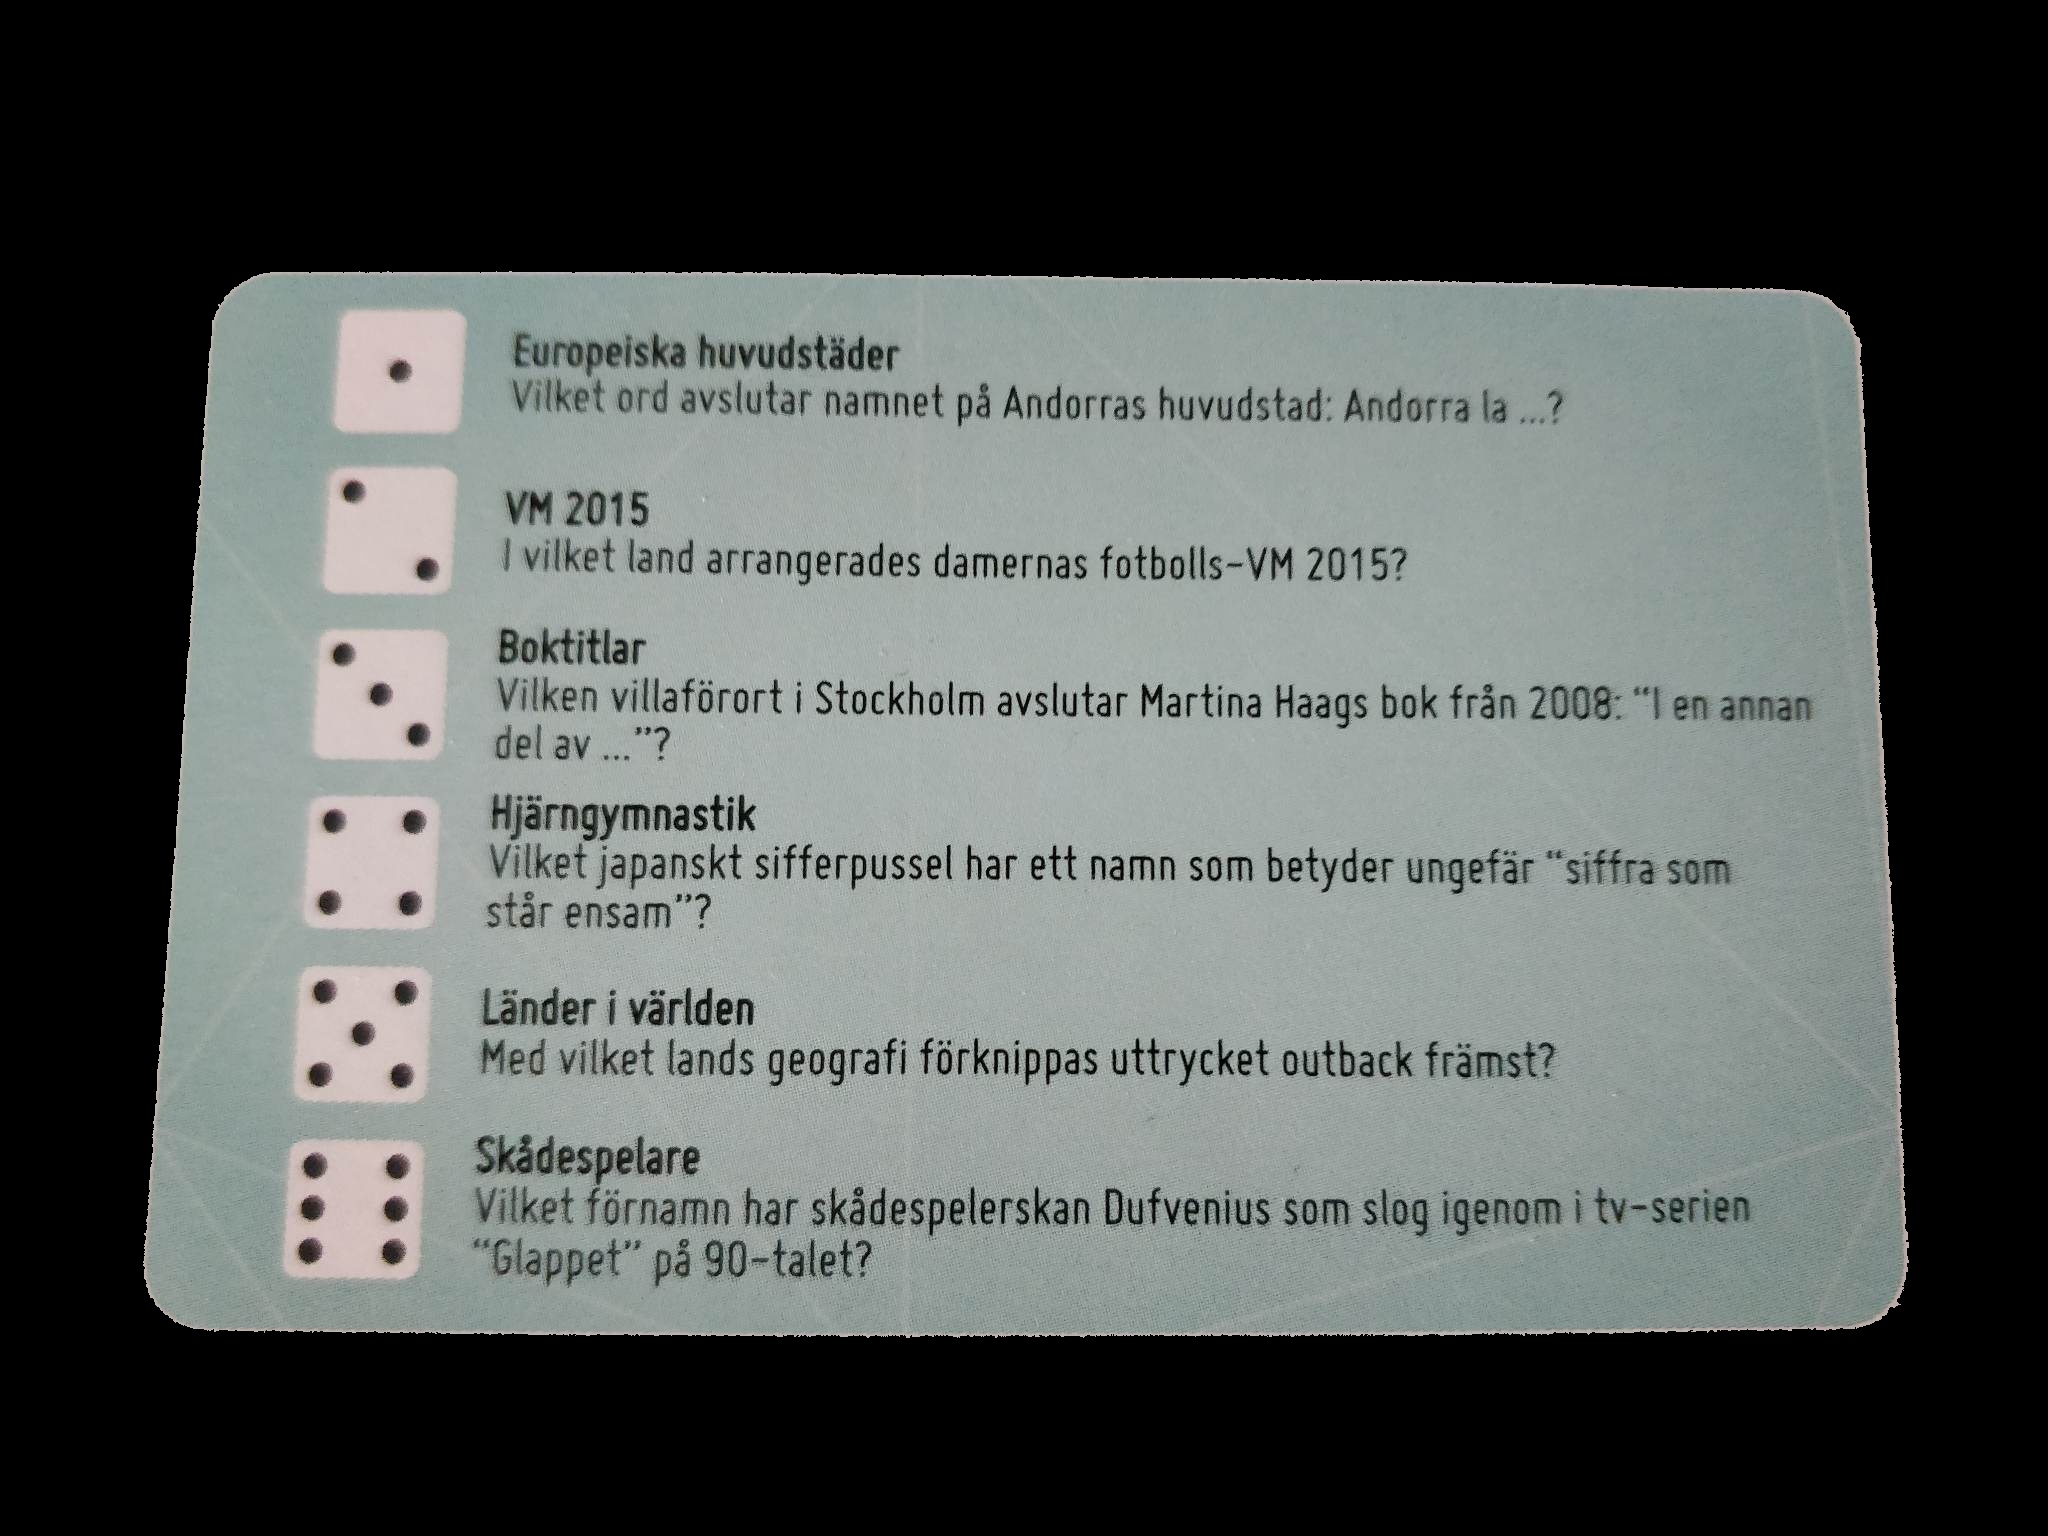 Europeiska huvudstäder
Vilket ord avslutar namnet på Andorras huvudstad: Andorra la ...?
VM 2015
I vilket land arrangerades damernas fotbolls-VM 2015?
Boktitlar
Vilken villaförort i Stockholm avslutar Martina Haags bok från 2008: “I en annan
del av ...”?
Hjärngymnastik
Vilket japanskt sifferpussel har ett namn som betyder ungefär “siffra som
står ensam”?
Länder i världen
Med vilket lands geografi förknippas uttrycket outback främst?
Skådespelare
Vilket förnamn har skådespelerskan Dufvenius som slog igenom i tv-serien
“Glappet” på 90-talet?